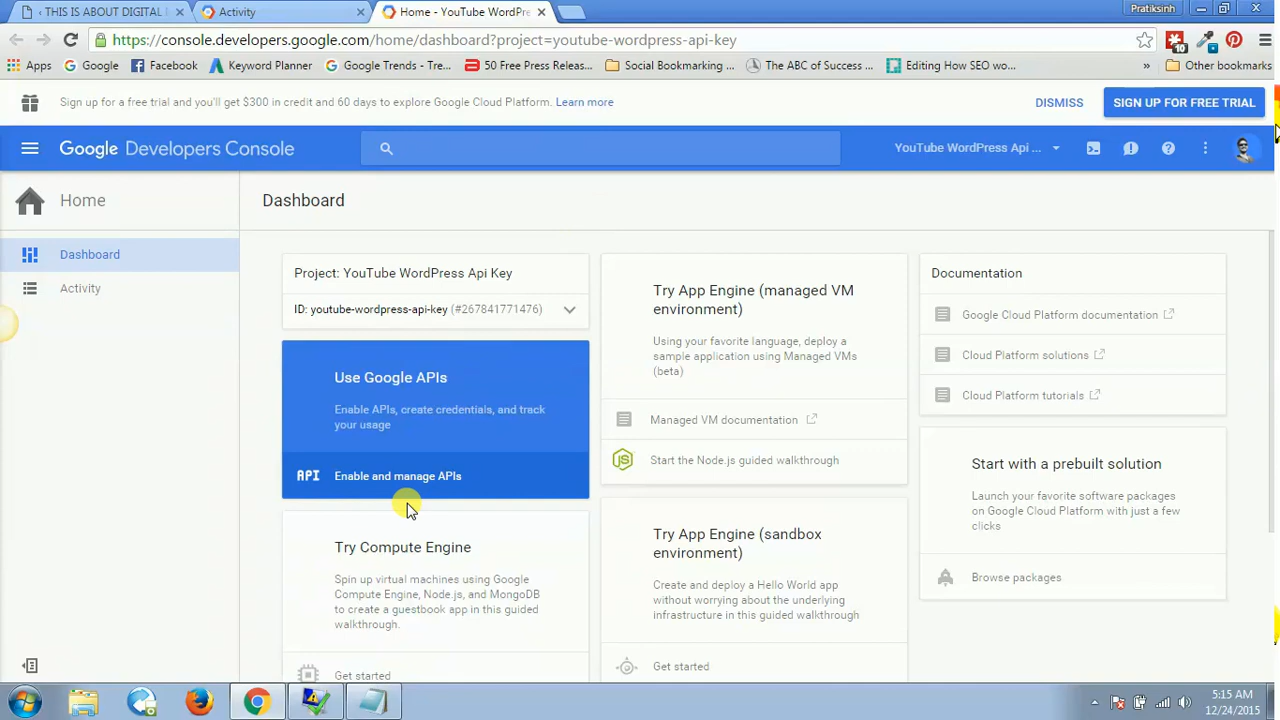 < THIS IS ABOUT DIGITAL
Activity
Home - YouTube WordPre
Pratiksinh
https://console.developers.google.com/home/dashboard?project=youtube-wordpress-api-key
10
Apps
Google
Facebook
Keyword Planner
Google Trends - Tre...
50 Free Press Releas...
Social Bookmarking ...
The ABC of Success ...
Editing How SEO wo...
»
Other bookmarks
Sign up for a free trial and you'll get $300 in credit and 60 days to explore Google Cloud Platform. Learn more
DISMISS
SIGN UP FOR FREE TRIAL
Google Developers Console
YouTube WordPress Api ...
Home
Dashboard
Dashboard
Activity
Project: YouTube WordPress Api Key
ID: youtube-wordpress-api-key (#267841771476)
Use Google APIs
Enable APIs, create credentials, and track
your usage
API
Enable and manage APIs
Try Compute Engine
Spin up virtual machines using Google
Compute Engine, Node.js, and MongoDB
to create a guestbook app in this guided
walkthrough.
Get started
Try App Engine (managed VM
environment)
Using your favorite language, deploy a
sample application using Managed VMs
(beta)
Managed VM documentation
Start the Node.js guided walkthrough
Try App Engine (sandbox
environment)
Create and deploy a Hello World app
without worrying about the underlying
infrastructure in this guided walkthrough
Get started
Documentation
Google Cloud Platform documentation
Cloud Platform solutions
Cloud Platform tutorials
Start with a prebuilt solution
Launch your favorite software packages
on Google Cloud Platform with just a few
clicks
Browse packages
5:15 AM
12/24/2015